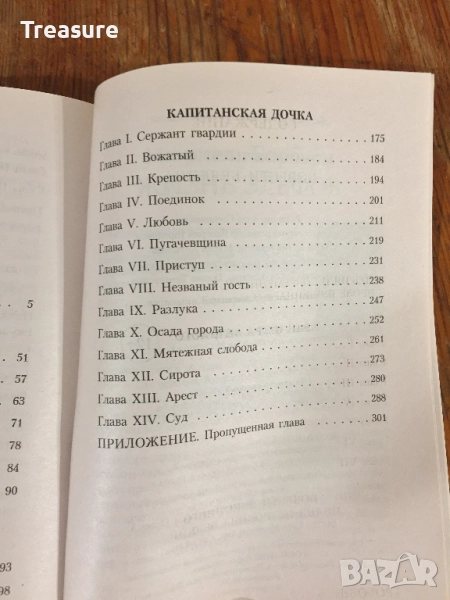 Treasure
КАПИТАНСКАЯ ДОЧКА
Глава I. Сержант гвардии . . . . . . . . . . . . . . . . 175
Глава II. Вожатый . . . . . . . . . . . . . . . . . . . . . 184
Глава III. Крепость . . . . . . . . . . . . . . . . . . . . 194
Глава IV. Поединок . . . . . . . . . . . . . . . . . . . . 201
Глава V. Любовь . . . . . . . . . . . . . . . . . . . . . . 211
Глава VI. Пугачевщина . . . . . . . . . . . . . . . . . 219
Глава VII. Приступ . . . . . . . . . . . . . . . . . . . . 231
Глава VIII. Незваный гость . . . . . . . . . . . . . . 238
Глава IX. Разлука . . . . . . . . . . . . . . . . . . . . . 247
Глава X. Осада города . . . . . . . . . . . . . . . . . . 252
Глава XI. Мятежная слобода . . . . . . . . . . . . . 261
Глава XII. Сирота . . . . . . . . . . . . . . . . . . . . . 273
Глава XIII. Арест . . . . . . . . . . . . . . . . . . . . . 280
Глава XIV. Суд . . . . . . . . . . . . . . . . . . . . . . . 288
ПРИЛОЖЕНИЕ. Пропущенная глава . . . . . . . . 301
. . 5
51
57
63
71
78
84
90
93
98
BAZAR